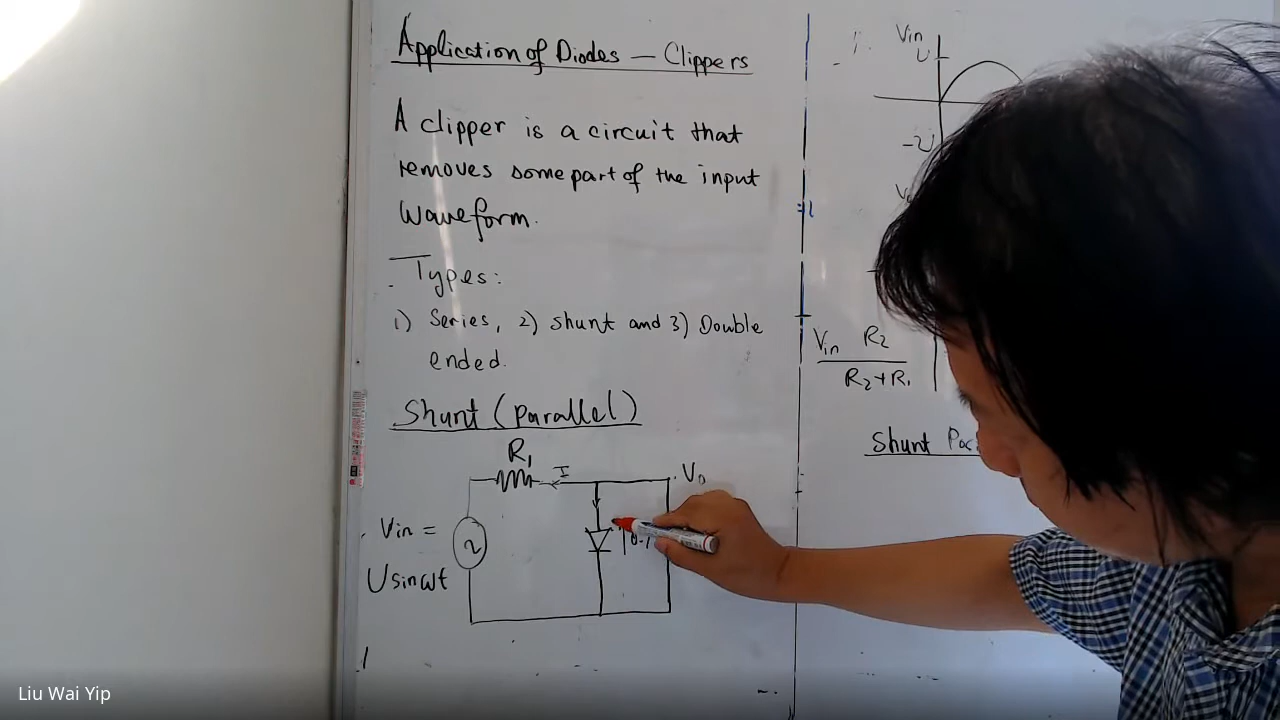 Application of Diodes — Clippers
A clipper is a circuit that
removes some part of the input
waveform.
Types:
1) Series, 2) shunt and 3) Double
ended.
Shunt (parallel)
R1
I
Vin =
Usinωt
Vin
U
-U
Vin R2
R2+R1
Shunt
Liu Wai Yip